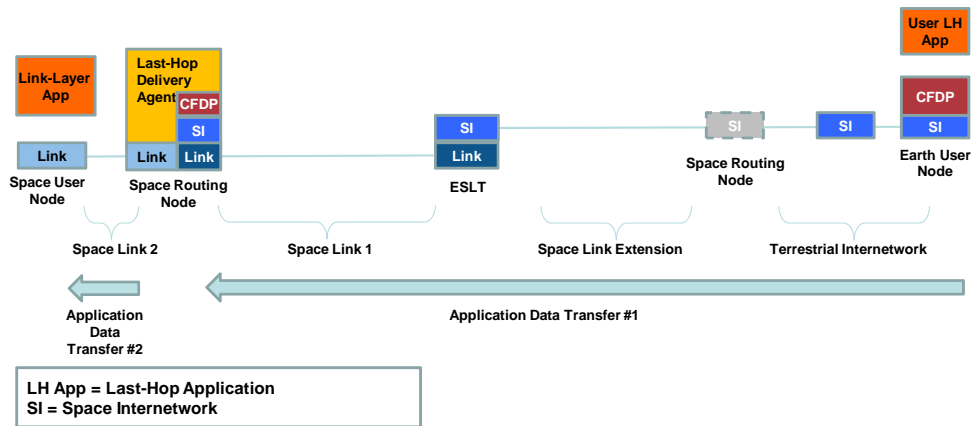 User LH
App
Link-Layer
App
Last-Hop
Delivery
Agent
CFDP
SI
Link
Link
Link
SI
Link
SI
SI
CFDP
SI
Space User
Node
Space Routing
Node
ESLT
Space Routing
Node
Earth User
Node
Space Link 2
Space Link 1
Space Link Extension
Terrestrial Internetwork
Application
Data
Transfer #2
Application Data Transfer #1
LH App = Last-Hop Application
SI = Space Internetwork